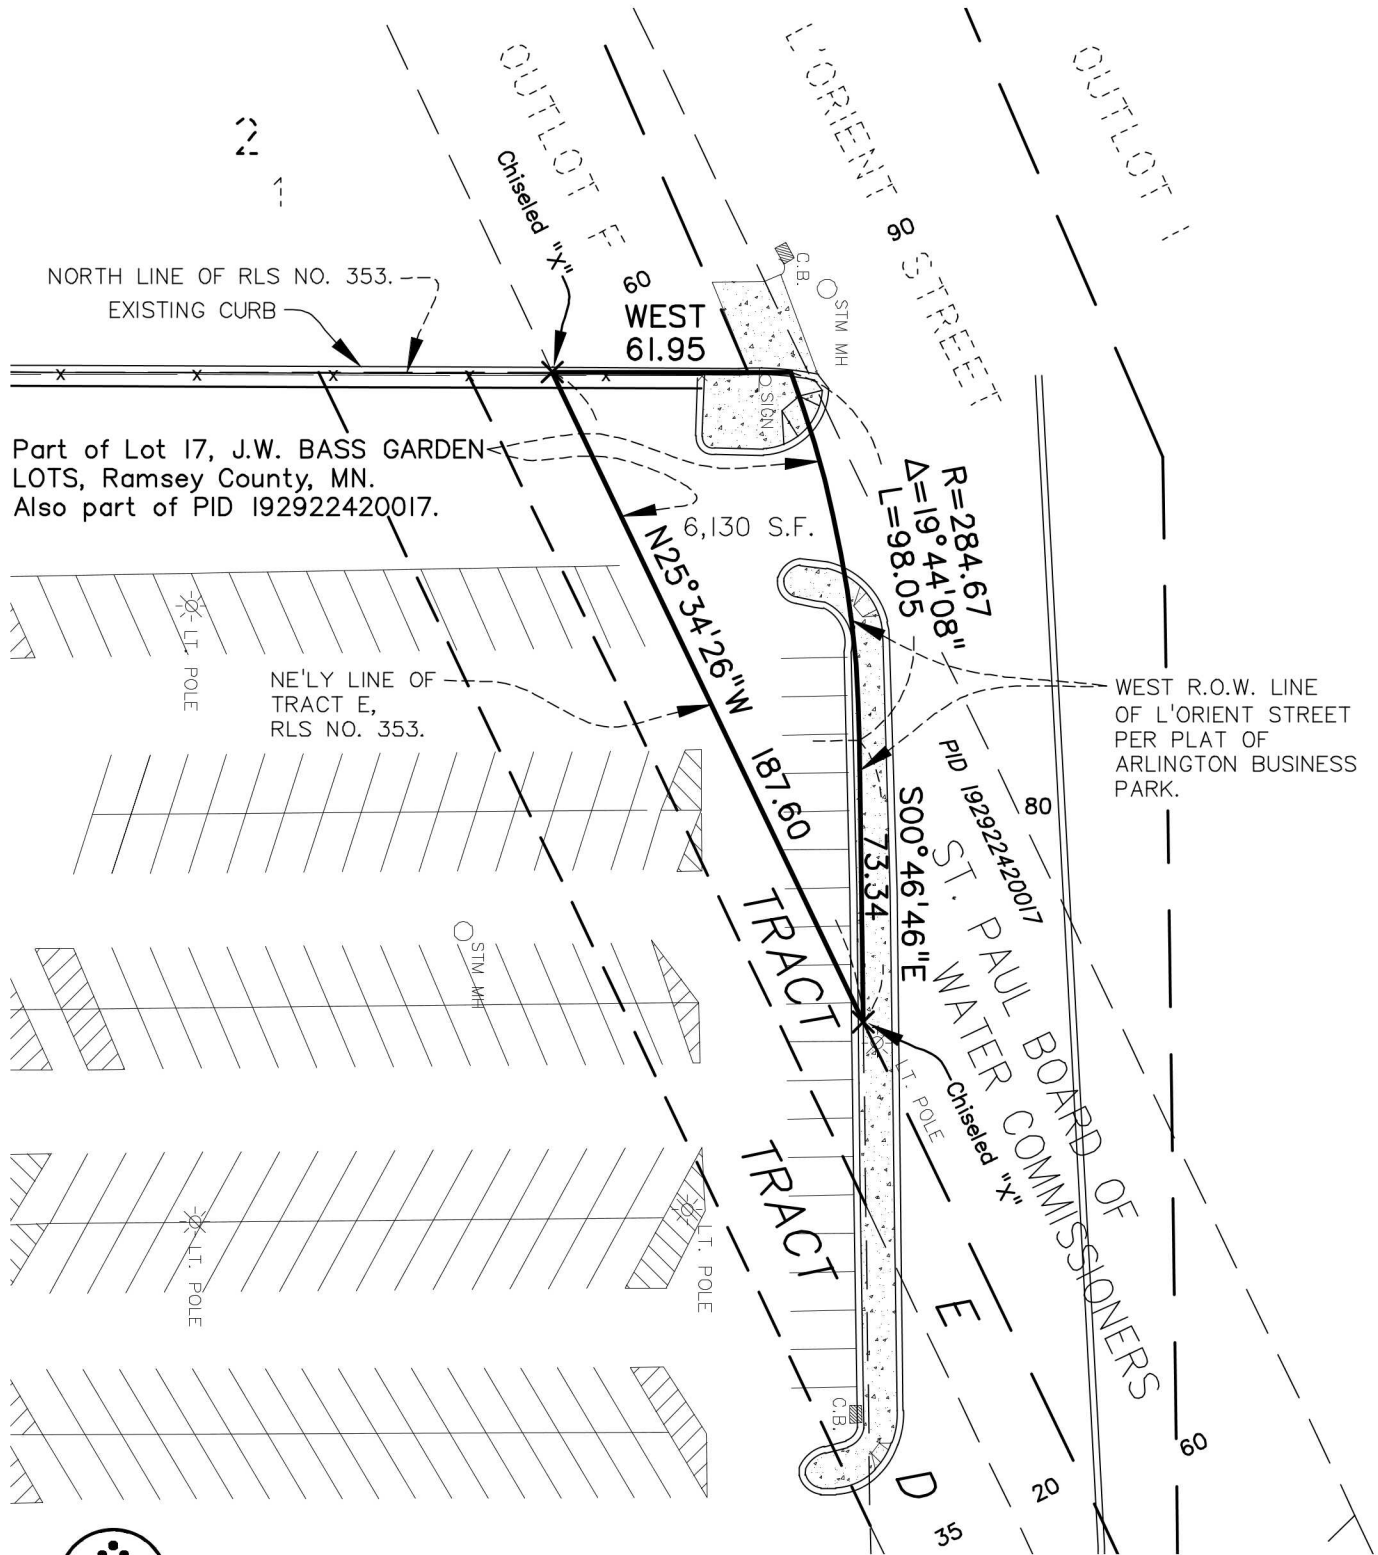 OUTLOT F
L'ORIENT STREET
OUTLOT I
2
1
Chiseled "X"
90
60
C.B.
STM MH
NORTH LINE OF RLS NO. 353.
EXISTING CURB
WEST
61.95
SIGN
Part of Lot 17, J.W. BASS GARDEN
LOTS, Ramsey County, MN.
Also part of PID 192922420017.
R=284.67
Δ=19°44'08"
L=98.05
6,130 S.F.
N25°34'26"W
187.60
LT. POLE
NE'LY LINE OF
TRACT E,
RLS NO. 353.
WEST R.O.W. LINE
OF L'ORIENT STREET
PER PLAT OF
ARLINGTON BUSINESS
PARK.
PID 192922420017
80
S00°46'46"E
73.34
ST. PAUL BOARD OF
WATER COMMISSIONERS
TRACT
STM MH
LT. POLE
Chiseled "X"
TRACT
LT. POLE
LT. POLE
E
C.B.
D
60
20
35